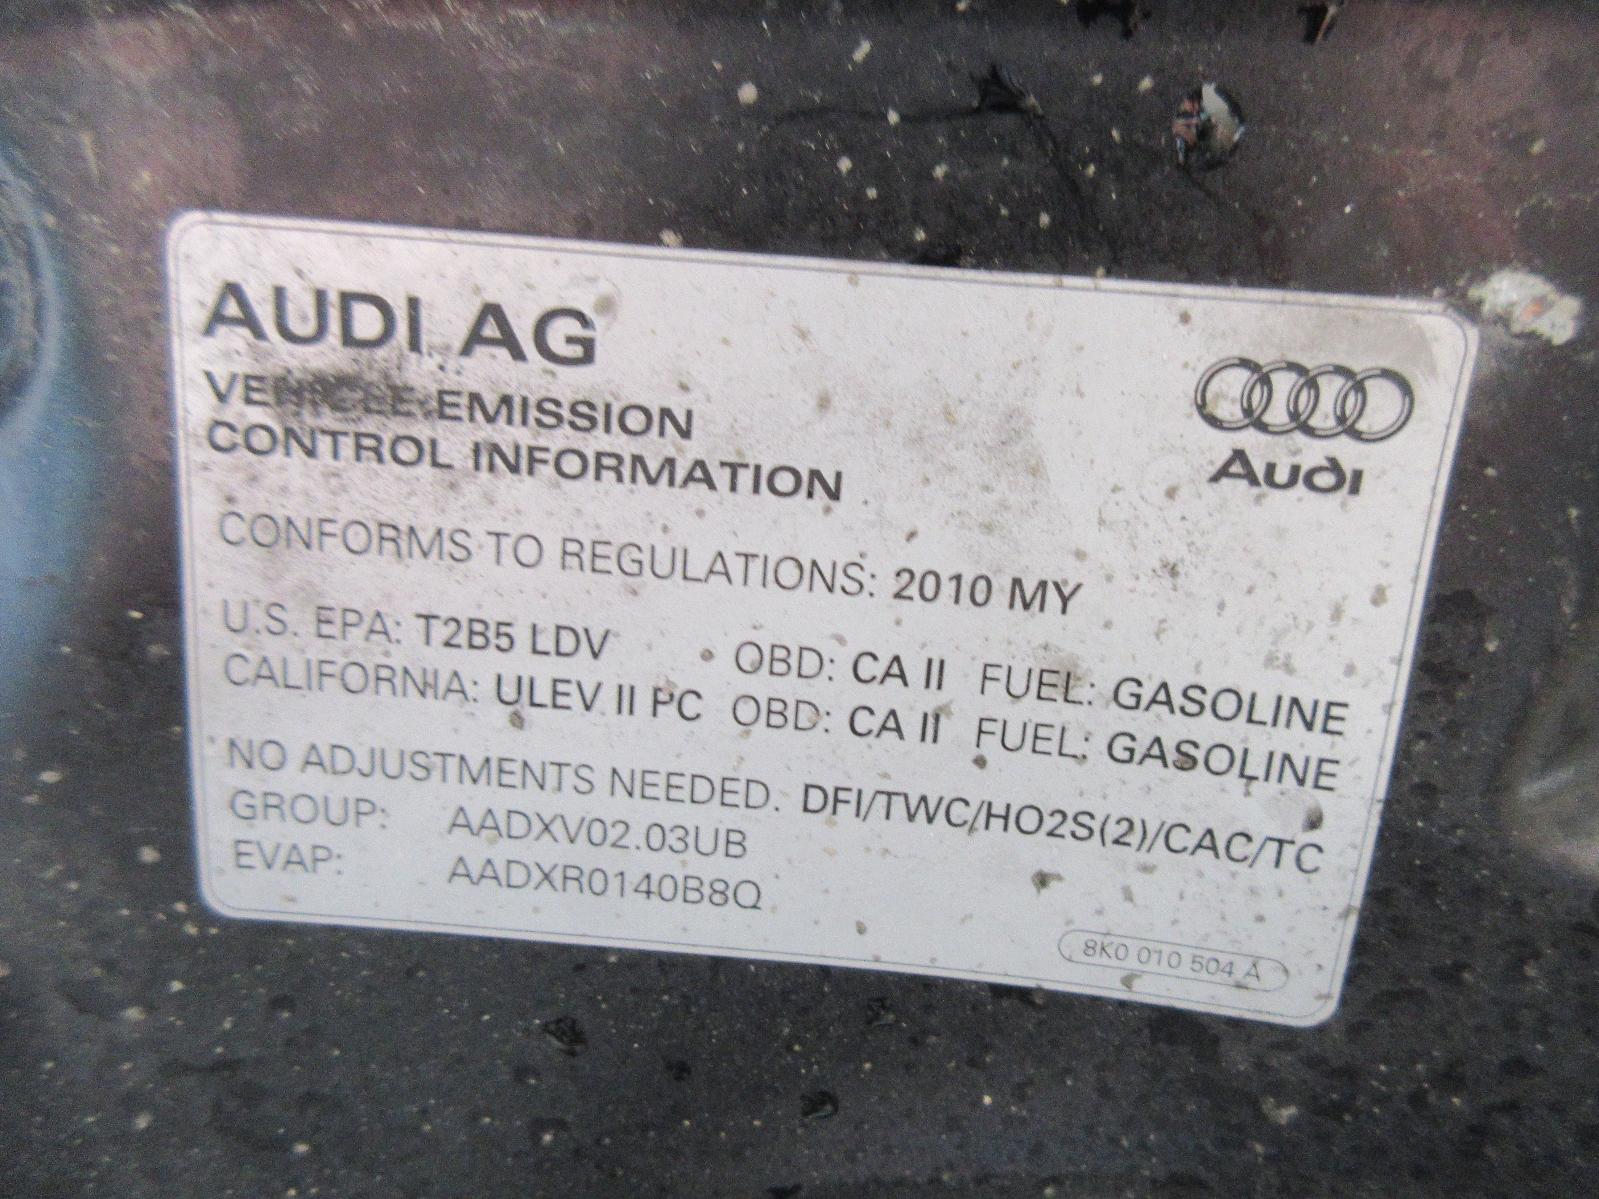 AUDI AG
VEHICLE EMISSION
CONTROL INFORMATION
Audi
CONFORMS TO REGULATIONS: 2010 MY
U.S. EPA: T2B5 LDV OBD: CA II FUEL: GASOLINE
CALIFORNIA: ULEV II PC OBD: CA II FUEL: GASOLINE
NO ADJUSTMENTS NEEDED. DFI/TWC/HO2S(2)/CAC/TC
GROUP: AADXV02.03UB
EVAP: AADXR0140B8Q
8K0 010 504 A